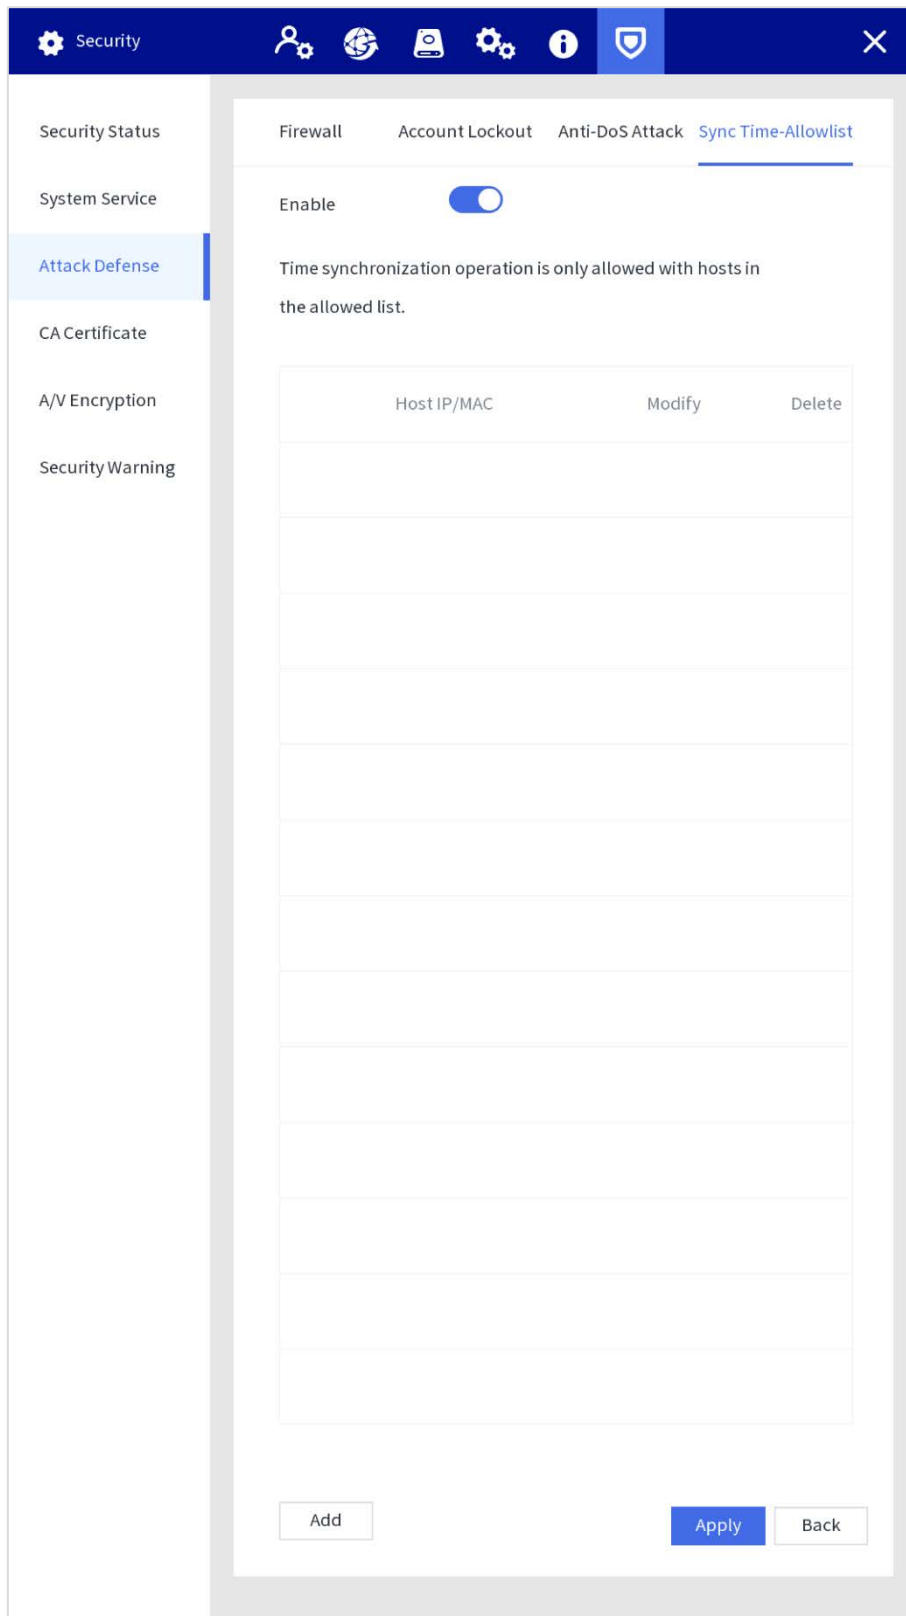 Security
Security Status
System Service
Attack Defense
CA Certificate
A/V Encryption
Security Warning
Firewall Account Lockout Anti-DoS Attack Sync Time-Allowlist
Enable
Time synchronization operation is only allowed with hosts in
the allowed list.
Host IP/MAC Modify Delete
Add Apply Back